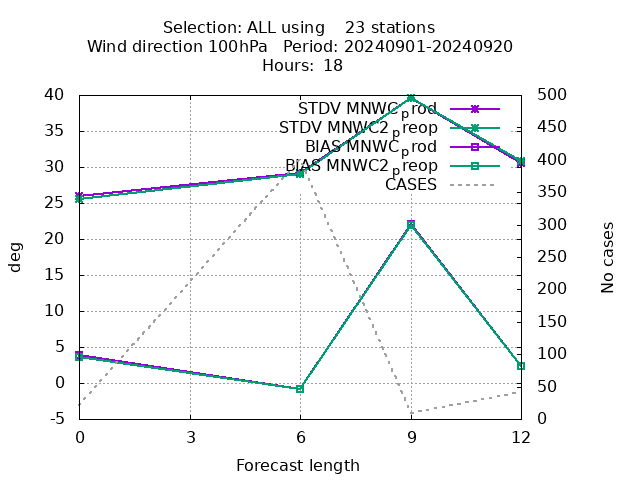 Selection: ALL using    23 stations
Wind direction 100hPa   Period: 20240901-20240920
Hours: 18
40
35
30
25
20
15
10
5
0
-5
deg
STDV MNWC_prod
STDV MNWC2_preop
BIAS MNWC_prod
BIAS MNWC2_preop
CASES
500
450
400
350
300
250
200
150
100
50
0
No cases
0 3 6 9 12
Forecast length